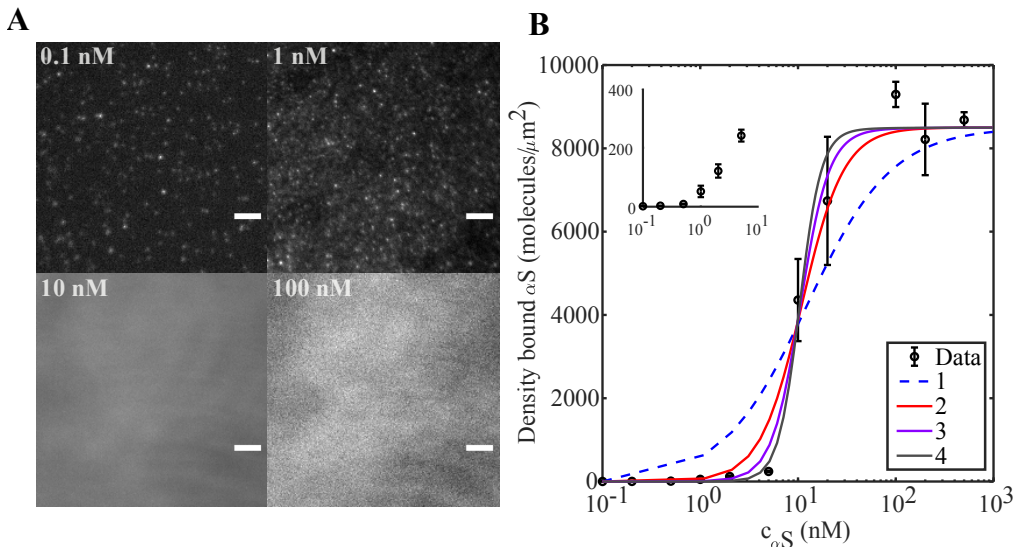 A
0.1 nM
1 nM
10 nM
100 nM
B
10000
8000
6000
4000
2000
0
10⁻¹
10⁰
10¹
10²
10³
Density bound αS (molecules/μm²)
c_αS (nM)
400
200
0
10⁻¹
10⁰
10¹
Data
1
2
3
4